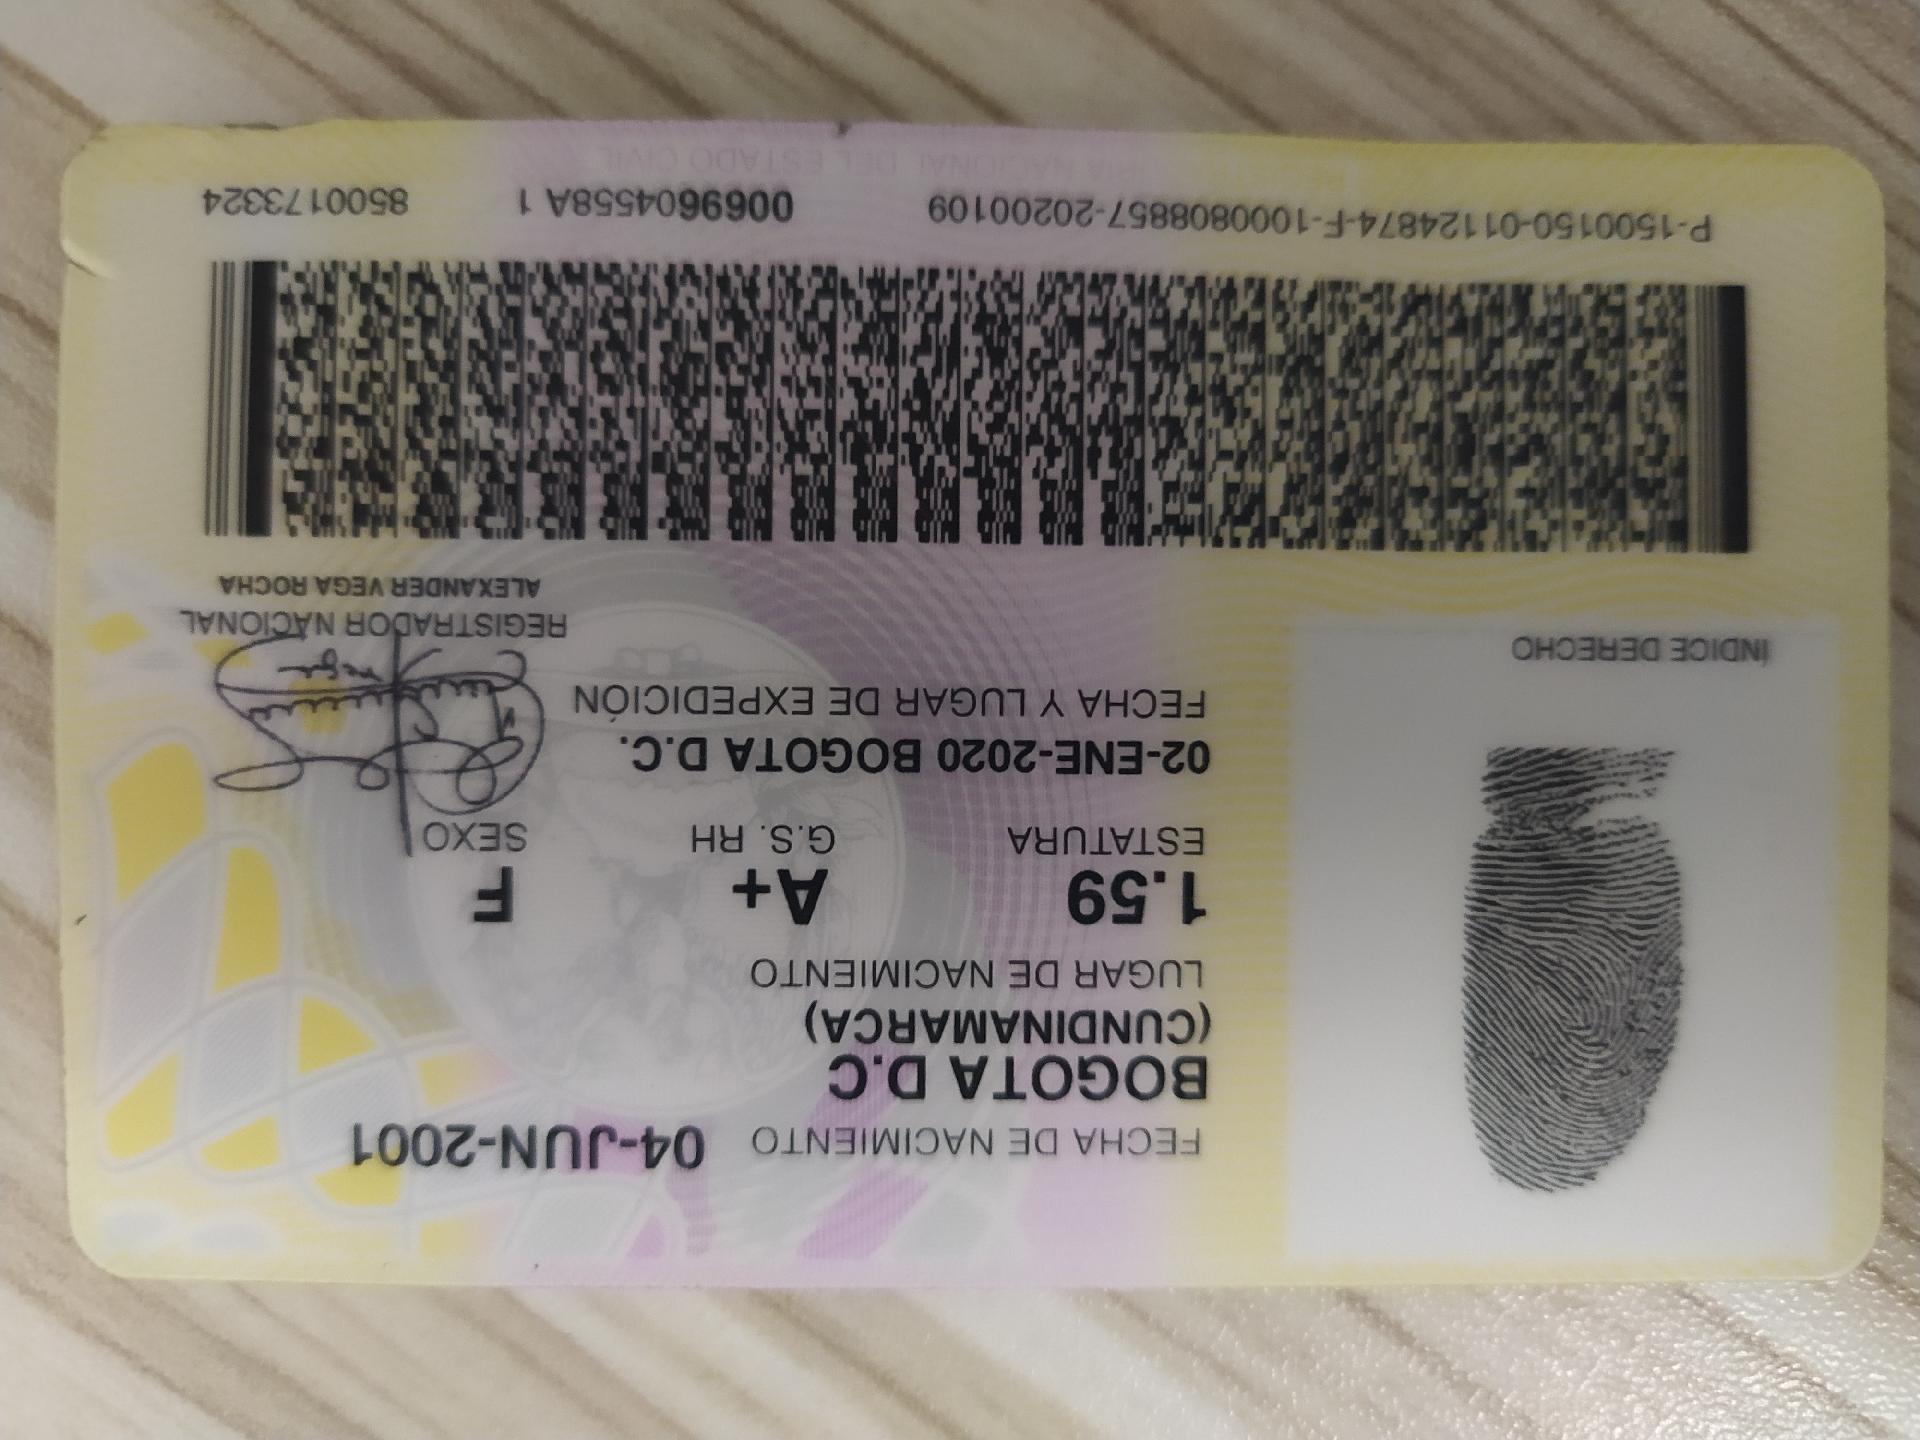 FECHA DE NACIMIENTO 04-JUN-2001
BOGOTA D.C
(CUNDINAMARCA)
LUGAR DE NACIMIENTO
1.59 A+ F
ESTATURA G.S. RH SEXO
02-ENE-2020 BOGOTA D.C.
FECHA Y LUGAR DE EXPEDICIÓN
ÍNDICE DERECHO
REGISTRADOR NACIONAL
ALEXANDER VEGA ROCHA
P-1500150-01124874-F-1000808857-20200109 0069604558A 1 8500173324
REGISTRADURIA NACIONAL DEL ESTADO CIVIL